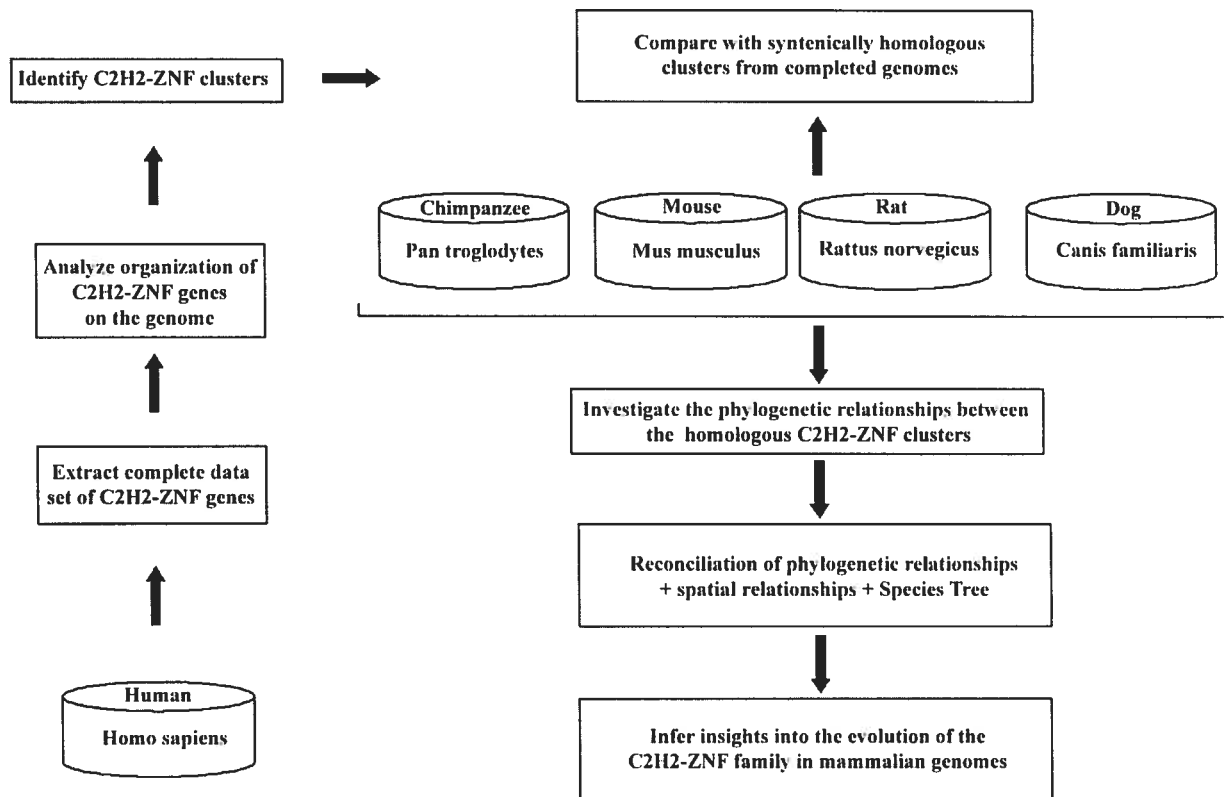 Compare with syntenically homologous
clusters from completed genomes
Identify C2H2-ZNF clusters
Chimpanzee
Pan troglodytes
Mouse
Mus musculus
Rat
Rattus norvegicus
Dog
Canis familiaris
Analyze organization of
C2H2-ZNF genes
on the genome
Investigate the phylogenetic relationships between
the homologous C2H2-ZNF clusters
Extract complete data
set of C2H2-ZNF genes
Reconciliation of phylogenetic relationships
+ spatial relationships + Species Tree
Human
Homo sapiens
Infer insights into the evolution of the
C2H2-ZNF family in mammalian genomes